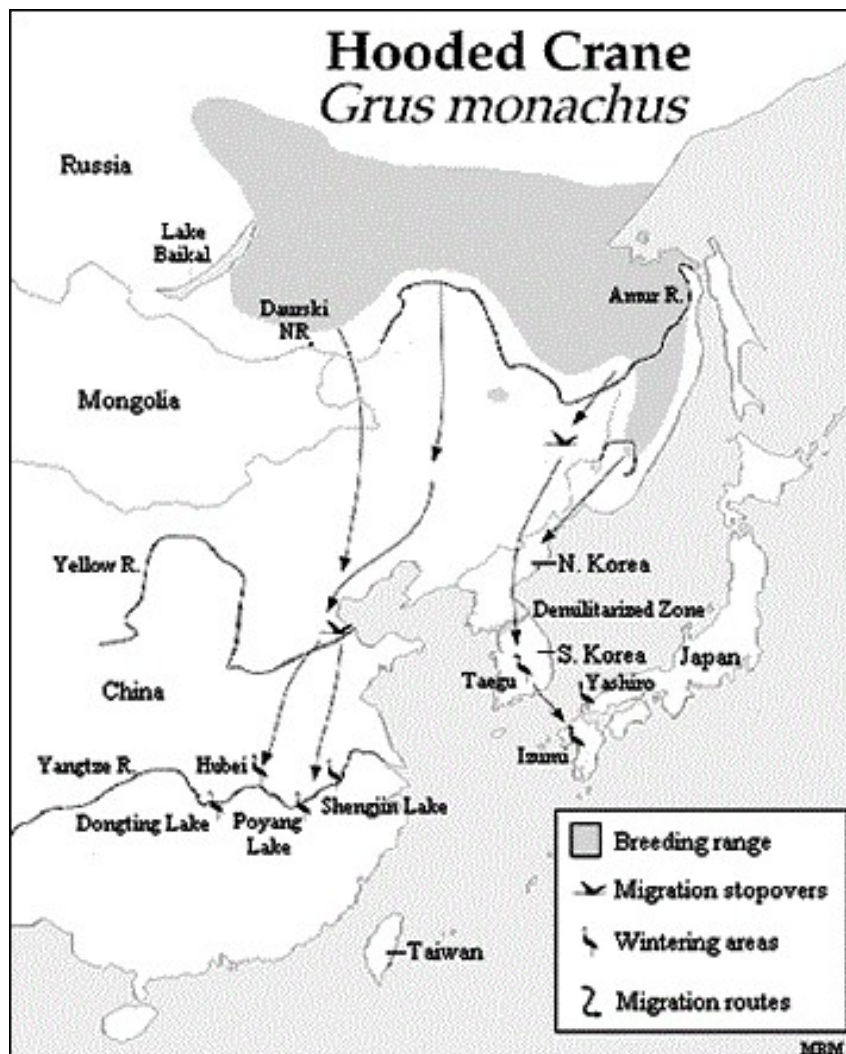 Hooded Crane
Grus monachus
Russia
Lake
Baikal
Amur R.
Daurski
NR
Mongolia
Yellow R.
N. Korea
Demilitarized Zone
S. Korea
Japan
Taegu
Yashiro
China
Izumi
Yangtze R.
Hubei
Shengjin Lake
Dongting Lake
Poyang
Lake
Taiwan
Breeding range
Migration stopovers
Wintering areas
Migration routes
MBM